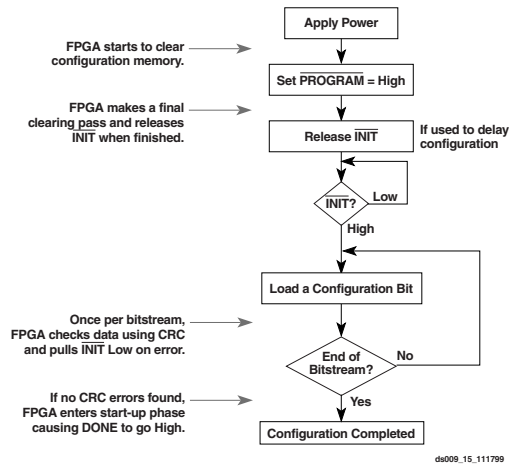 Apply Power
FPGA starts to clear
configuration memory.
Set PROGRAM = High
FPGA makes a final
clearing pass and releases
INIT when finished.
Release INIT
If used to delay
configuration
INIT?
Low
High
Load a Configuration Bit
Once per bitstream,
FPGA checks data using CRC
and pulls INIT Low on error.
End of
Bitstream?
No
Yes
If no CRC errors found,
FPGA enters start-up phase
causing DONE to go High.
Configuration Completed
ds009_15_111799